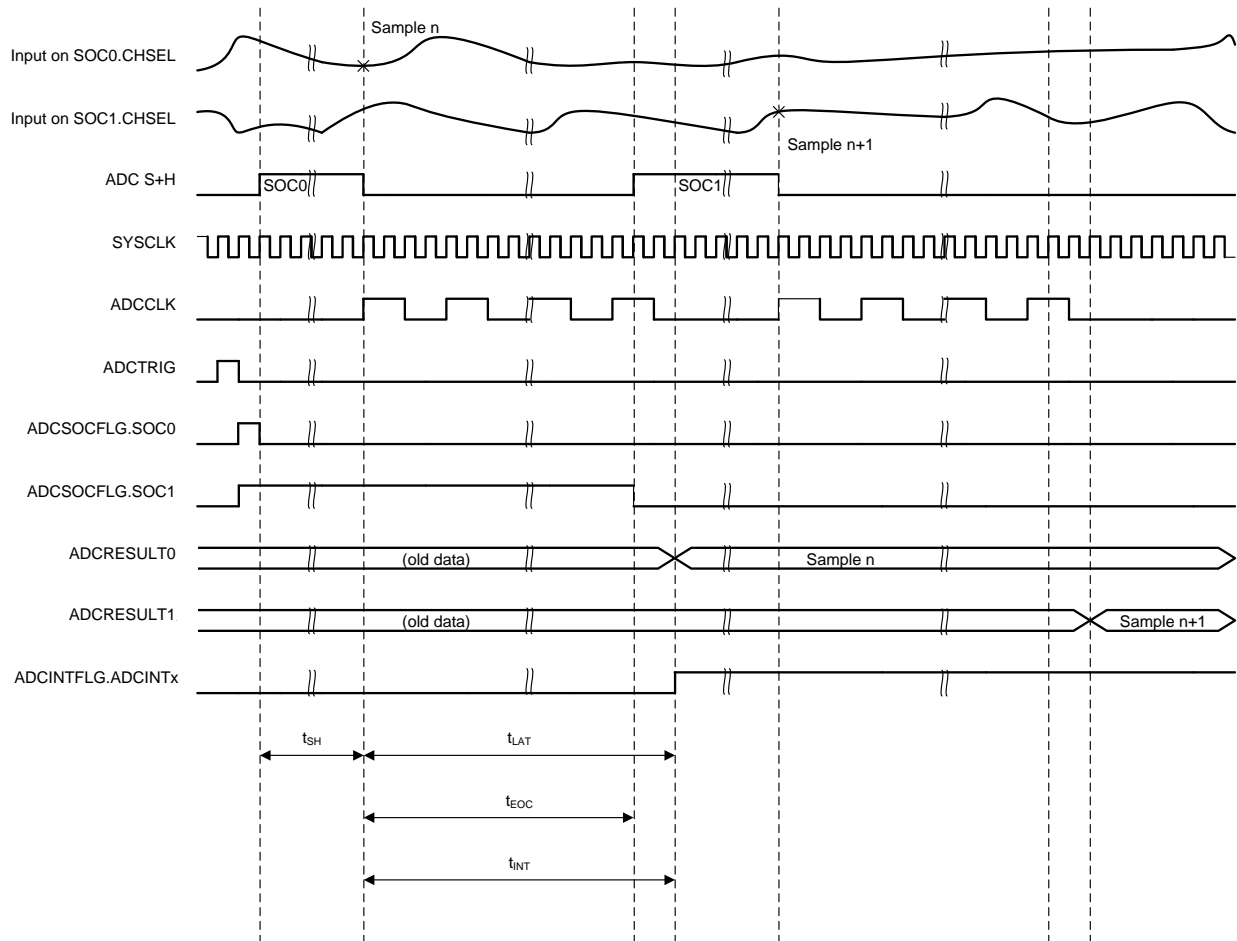 Sample n
Input on SOC0.CHSEL
Input on SOC1.CHSEL
Sample n+1
ADC S+H
SOC0
SOC1
SYSCLK
ADCCLK
ADCTRIG
ADCSOCFLG.SOC0
ADCSOCFLG.SOC1
ADCRESULT0
(old data)
Sample n
ADCRESULT1
(old data)
Sample n+1
ADCINTFLG.ADCINTx
tSH
tLAT
tEOC
tINT